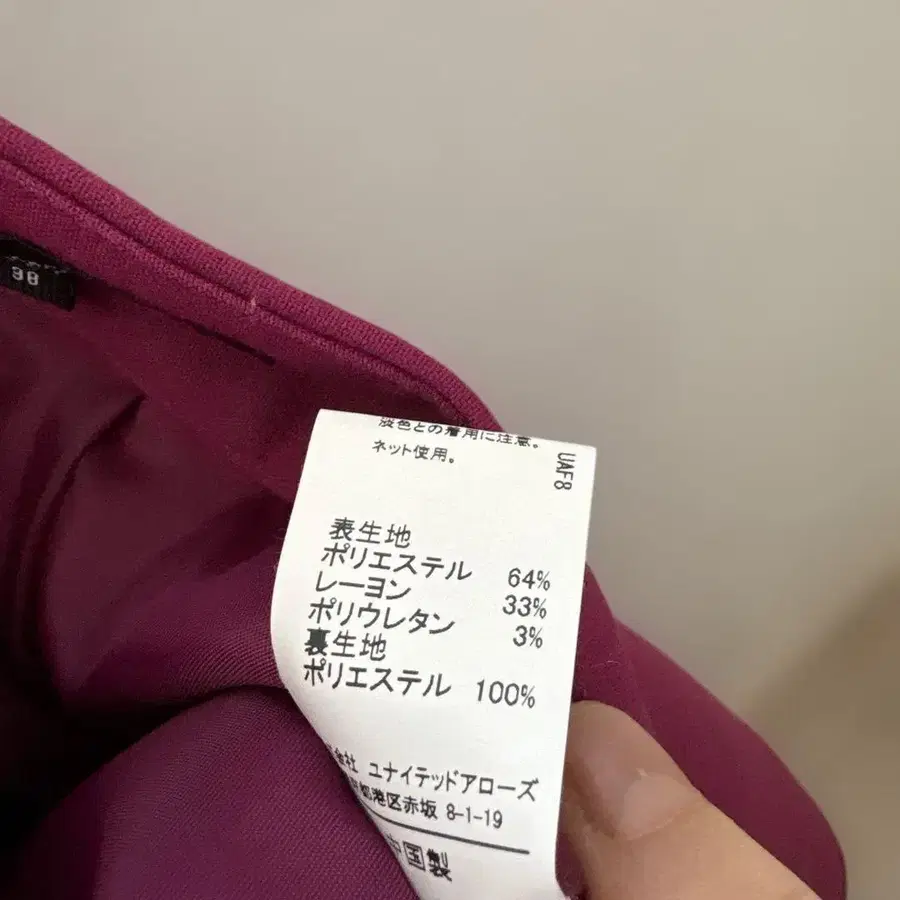 38
淡色との着用に注意。
ネット使用。
UAF8
表生地
ポリエステル 64%
レーヨン 33%
ポリウレタン 3%
裏生地
ポリエステル 100%
会社 ユナイテッドアローズ
都港区赤坂 8-1-19
中国製